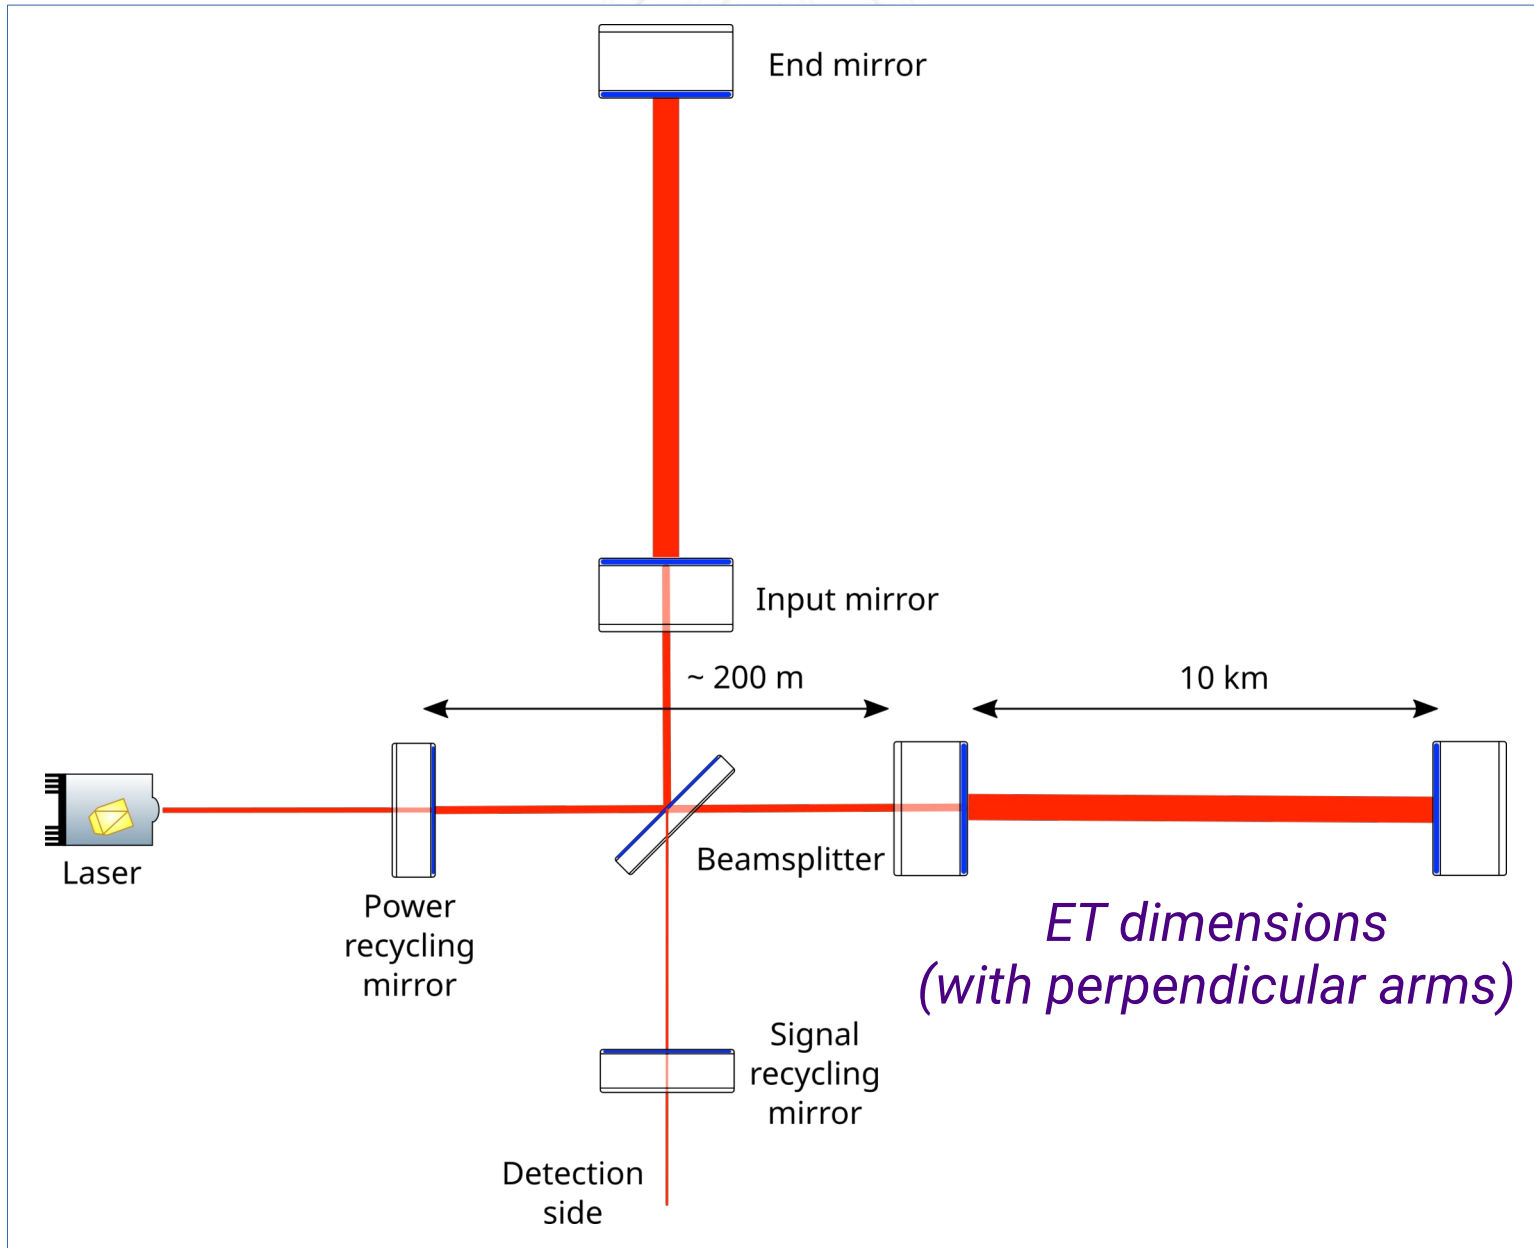 End mirror
Input mirror
~ 200 m
10 km
Laser
Beamsplitter
Power
recycling
mirror
ET dimensions
(with perpendicular arms)
Signal
recycling
mirror
Detection
side